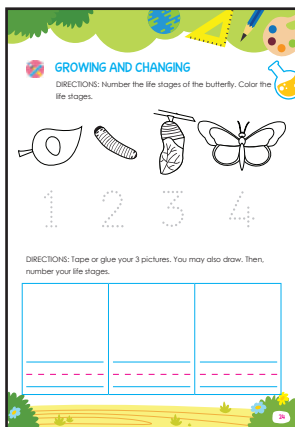 GROWING AND CHANGING
DIRECTIONS: Number the life stages of the butterfly. Color the
life stages.
1 2 3 4
DIRECTIONS: Tape or glue your 3 pictures. You may also draw. Then,
number your life stages.
24